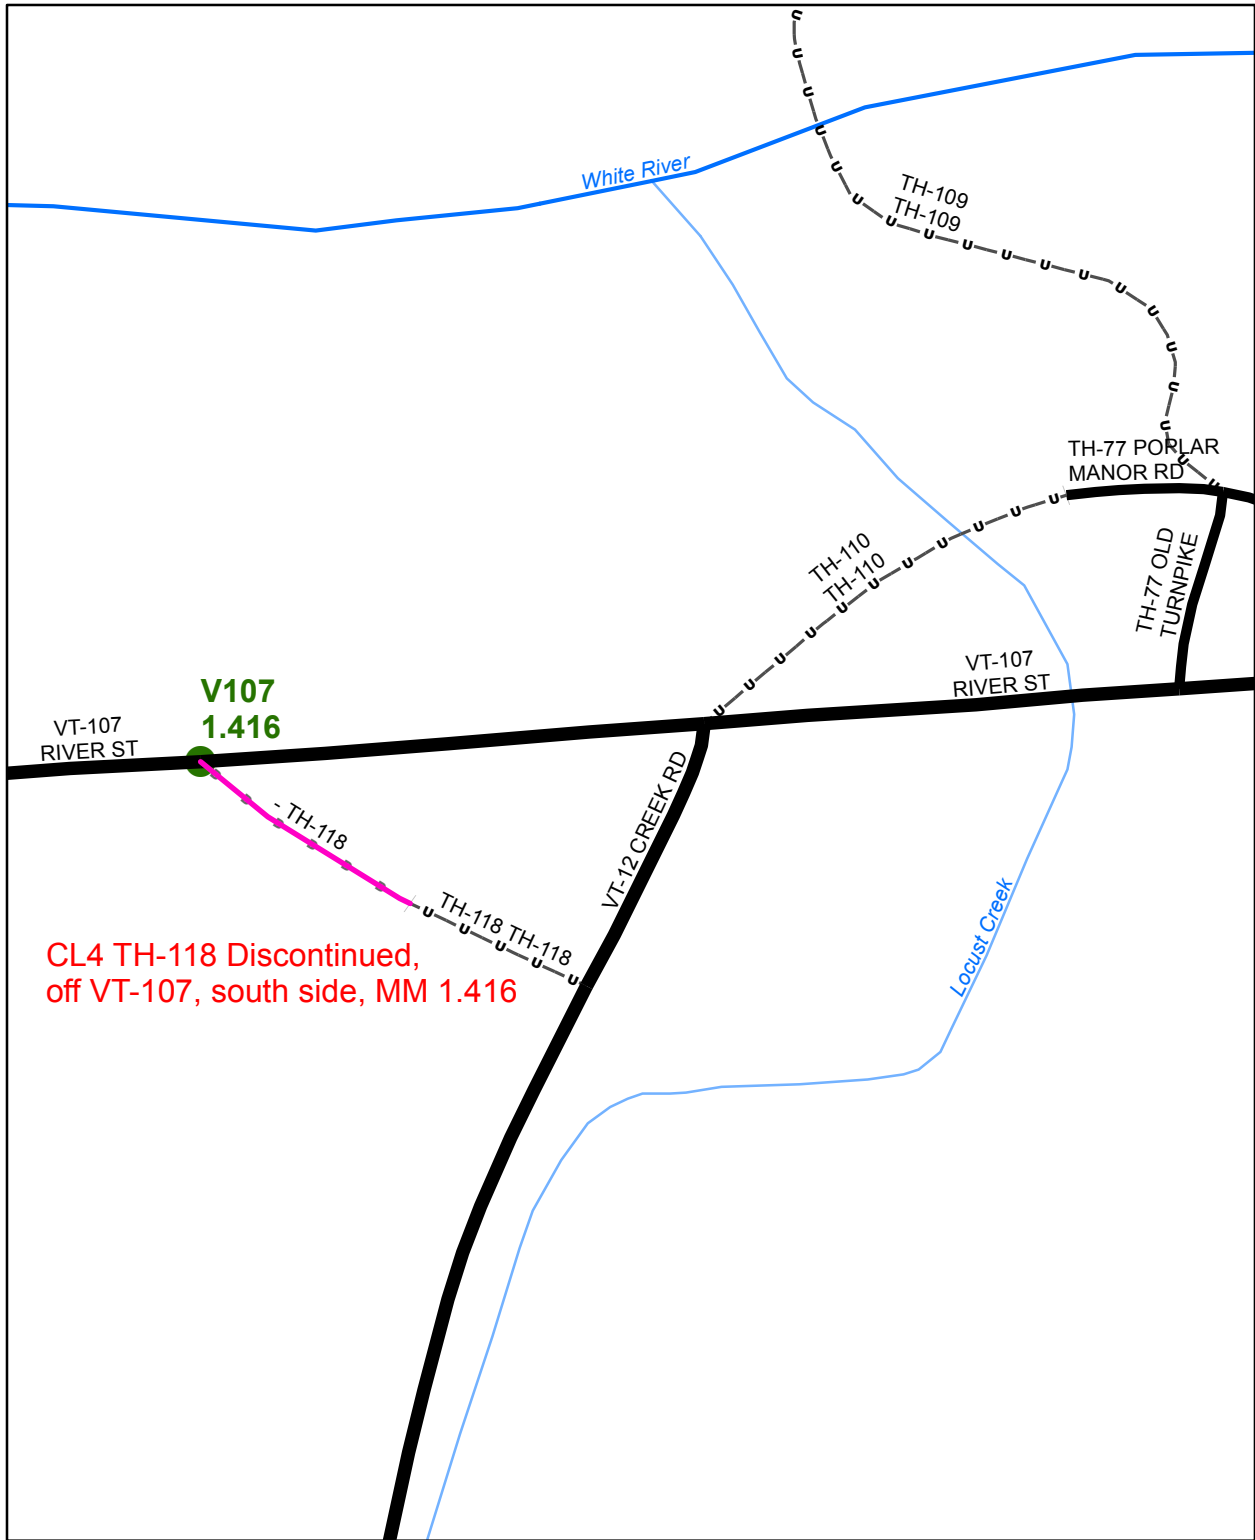 White River
TH-109
TH-109
TH-77 POPLAR
MANOR RD
TH-110
TH-110
TH-77 OLD
TURNPIKE
VT-107
RIVER ST
V107
1.416
VT-107
RIVER ST
- TH-118
VT-12 CREEK RD
TH-118 TH-118
Locust Creek
CL4 TH-118 Discontinued,
off VT-107, south side, MM 1.416